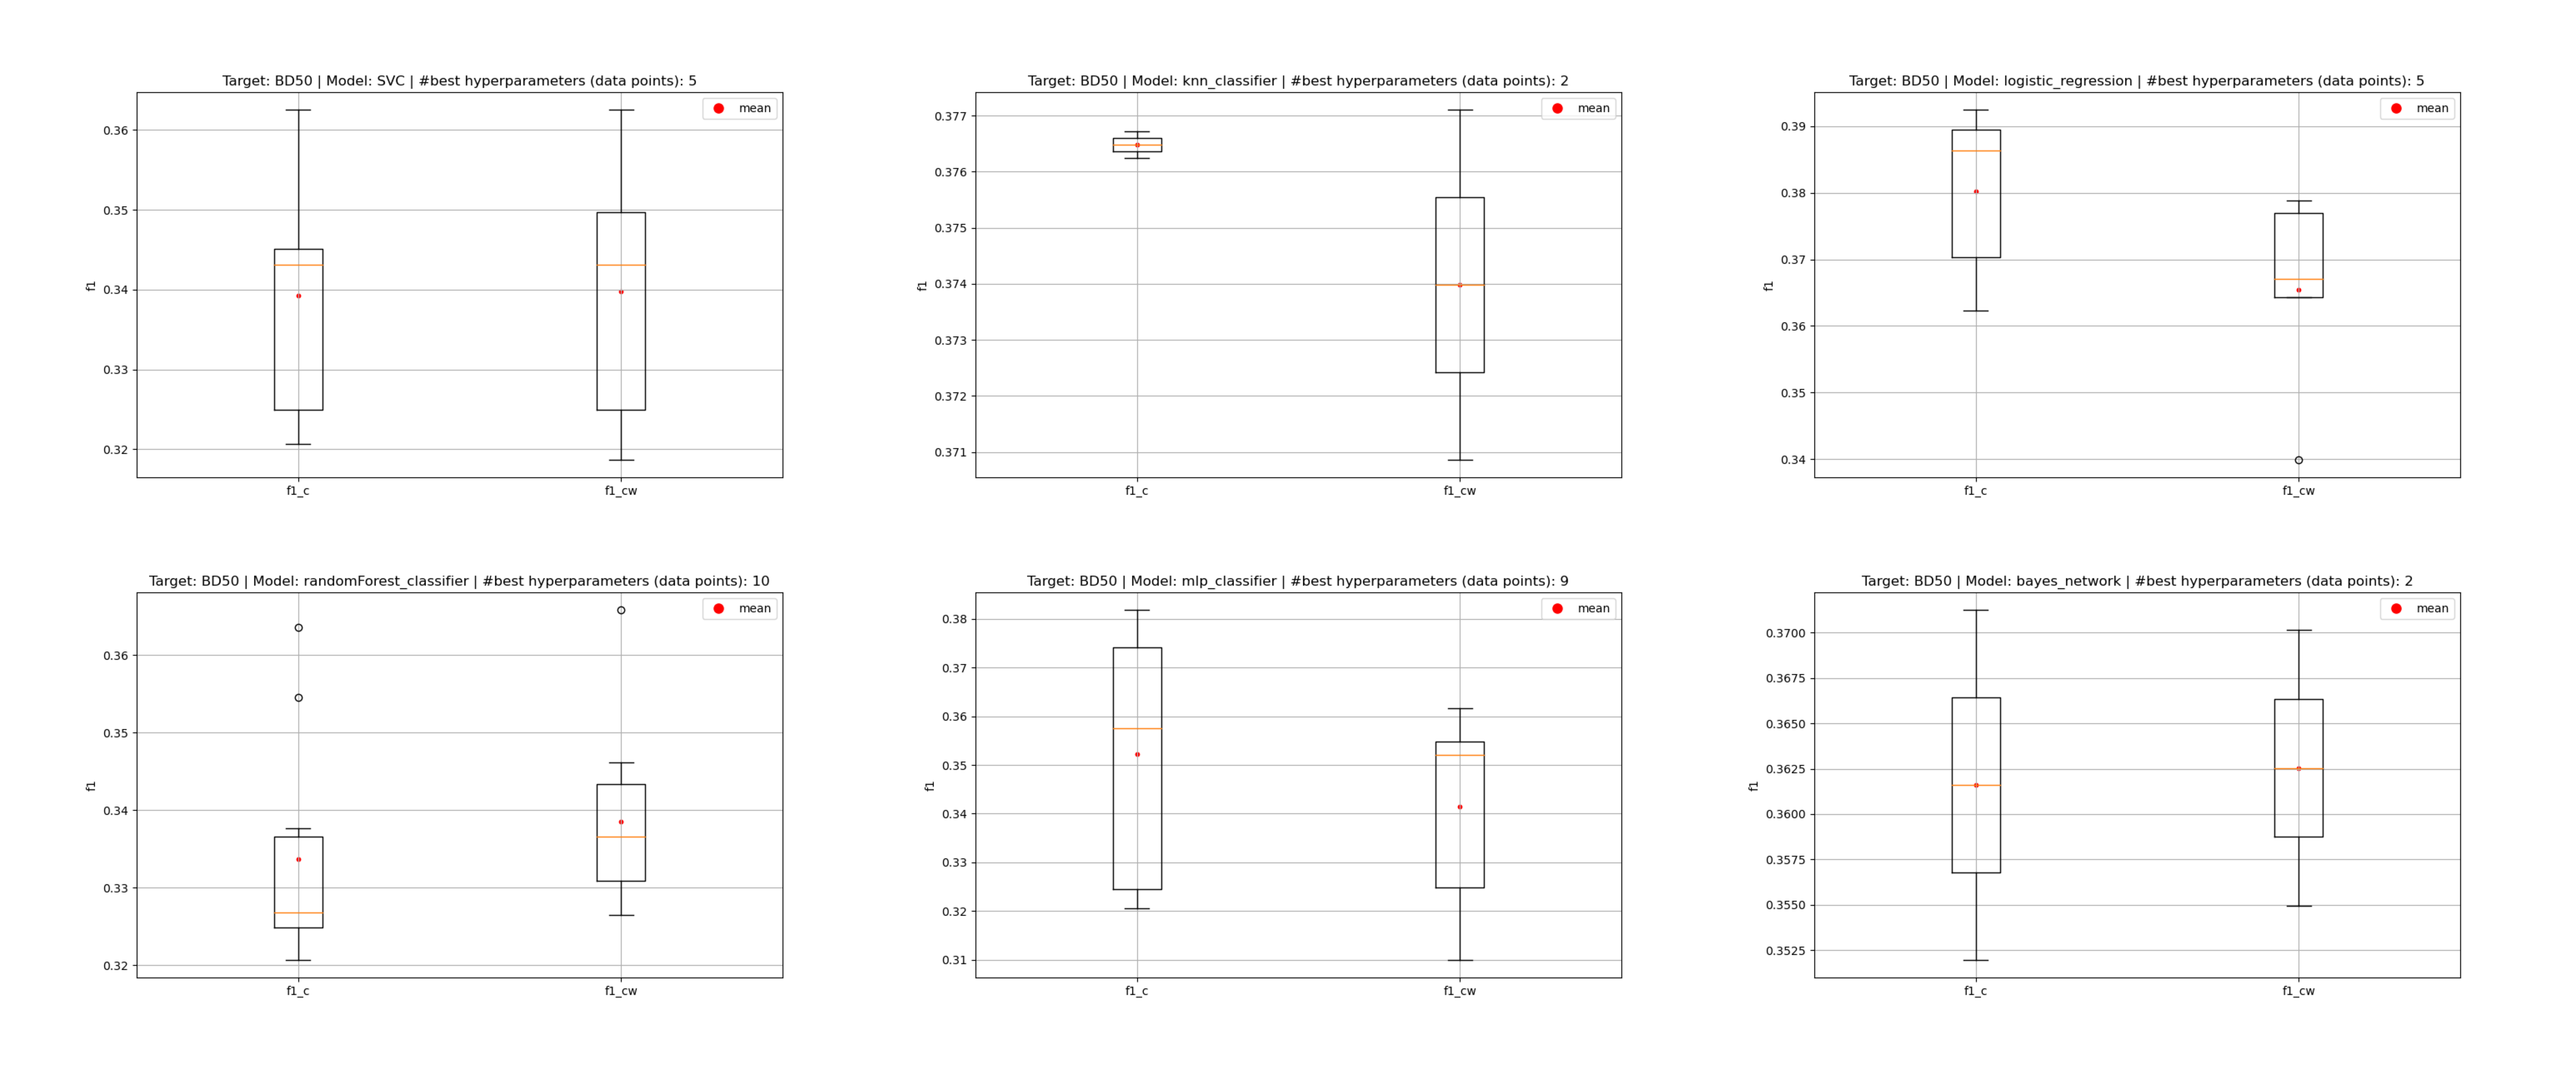 Target: BD50 | Model: SVC | #best hyperparameters (data points): 5
mean
0.36
0.35
0.34
0.33
0.32
f1
f1_c
f1_cw
Target: BD50 | Model: knn_classifier | #best hyperparameters (data points): 2
mean
0.377
0.376
0.375
0.374
0.373
0.372
0.371
f1
f1_c
f1_cw
Target: BD50 | Model: logistic_regression | #best hyperparameters (data points): 5
mean
0.39
0.38
0.37
0.36
0.35
0.34
f1
f1_c
f1_cw
Target: BD50 | Model: randomForest_classifier | #best hyperparameters (data points): 10
mean
0.36
0.35
0.34
0.33
0.32
f1
f1_c
f1_cw
Target: BD50 | Model: mlp_classifier | #best hyperparameters (data points): 9
mean
0.38
0.37
0.36
0.35
0.34
0.33
0.32
0.31
f1
f1_c
f1_cw
Target: BD50 | Model: bayes_network | #best hyperparameters (data points): 2
mean
0.3700
0.3675
0.3650
0.3625
0.3600
0.3575
0.3550
0.3525
f1
f1_c
f1_cw